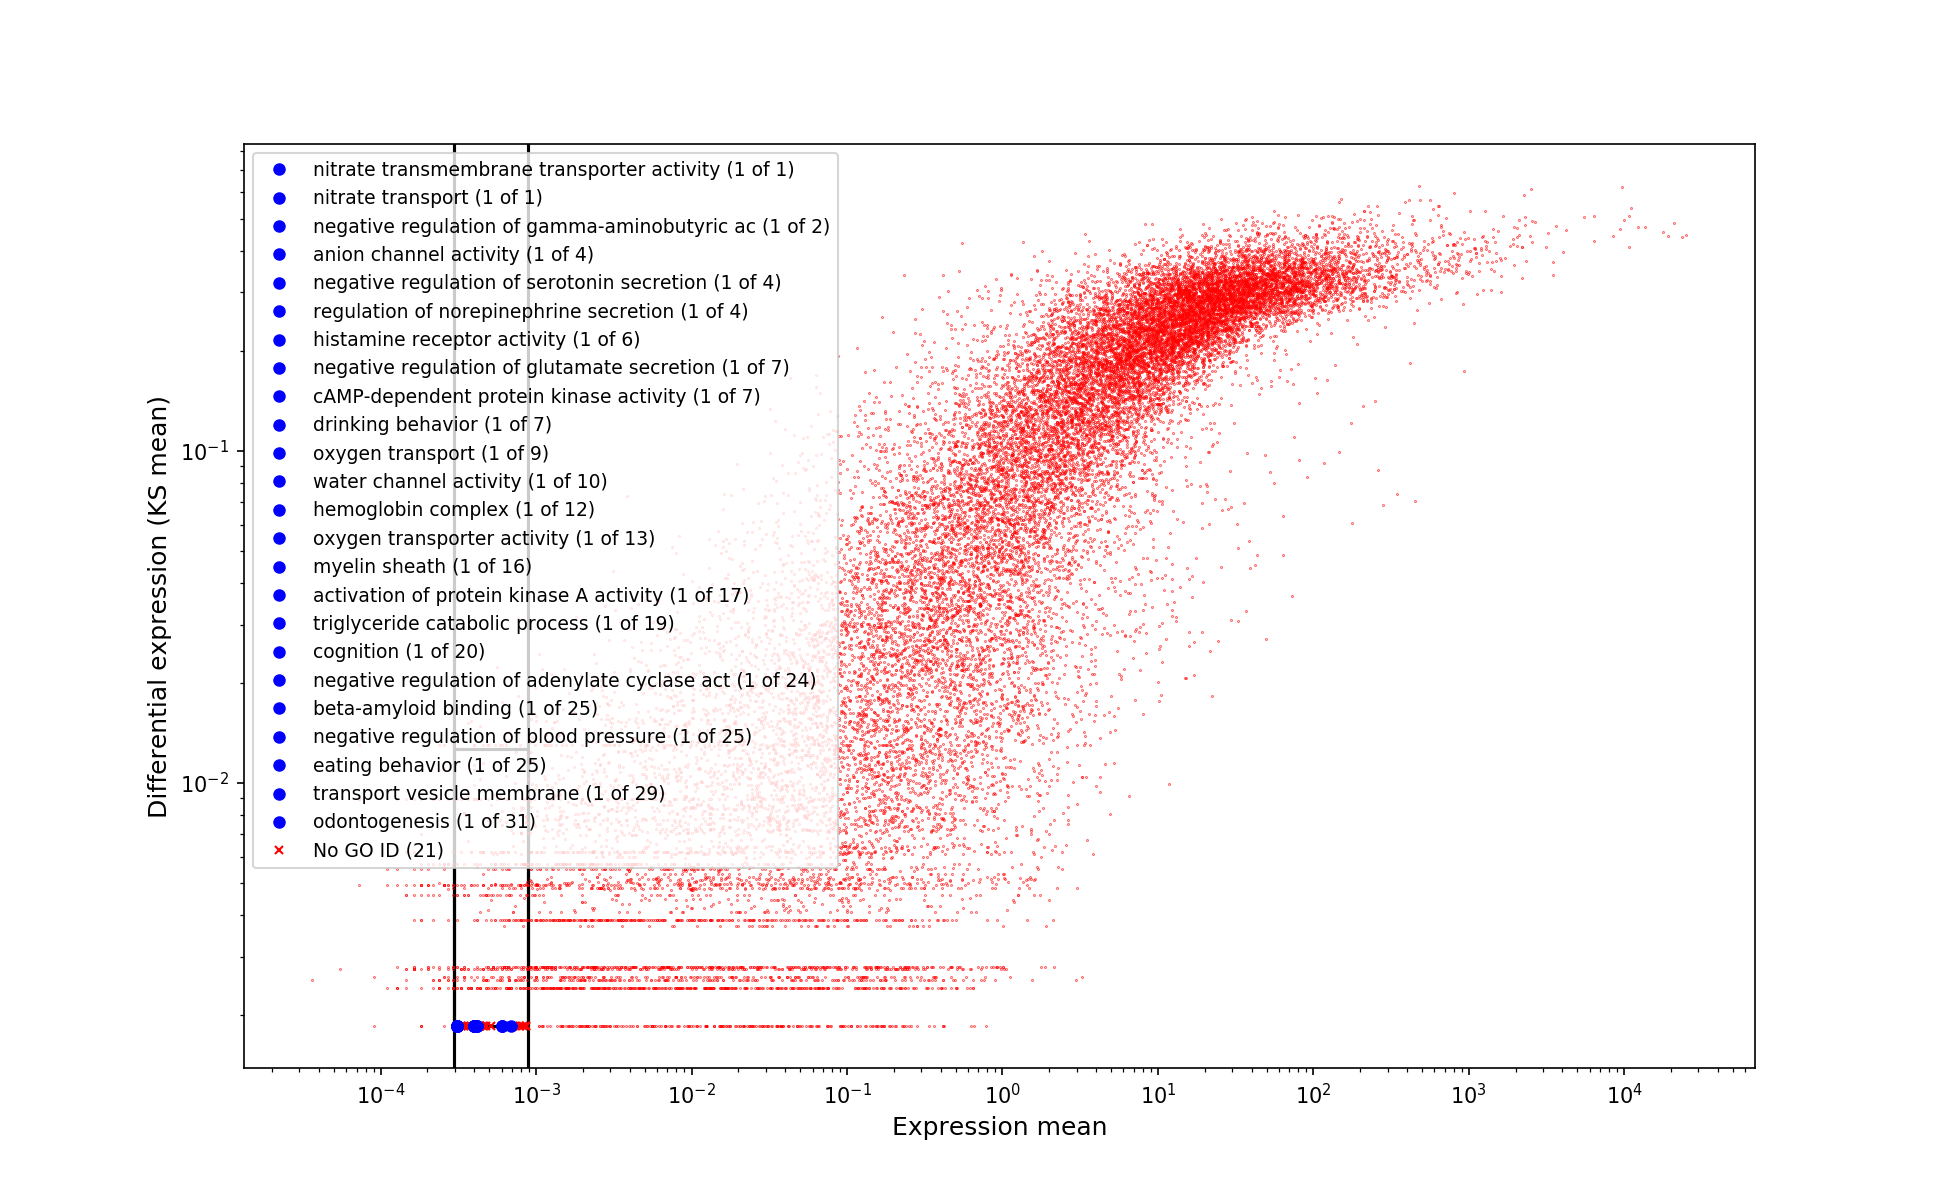 nitrate transmembrane transporter activity (1 of 1)
nitrate transport (1 of 1)
negative regulation of gamma-aminobutyric ac (1 of 2)
anion channel activity (1 of 4)
negative regulation of serotonin secretion (1 of 4)
regulation of norepinephrine secretion (1 of 4)
histamine receptor activity (1 of 6)
negative regulation of glutamate secretion (1 of 7)
cAMP-dependent protein kinase activity (1 of 7)
drinking behavior (1 of 7)
oxygen transport (1 of 9)
water channel activity (1 of 10)
hemoglobin complex (1 of 12)
oxygen transporter activity (1 of 13)
myelin sheath (1 of 16)
activation of protein kinase A activity (1 of 17)
triglyceride catabolic process (1 of 19)
cognition (1 of 20)
negative regulation of adenylate cyclase act (1 of 24)
beta-amyloid binding (1 of 25)
negative regulation of blood pressure (1 of 25)
eating behavior (1 of 25)
transport vesicle membrane (1 of 29)
odontogenesis (1 of 31)
No GO ID (21)
Differential expression (KS mean)
10⁻¹
10⁻²
10⁻⁴ 10⁻³ 10⁻² 10⁻¹ 10⁰ 10¹ 10² 10³ 10⁴
Expression mean